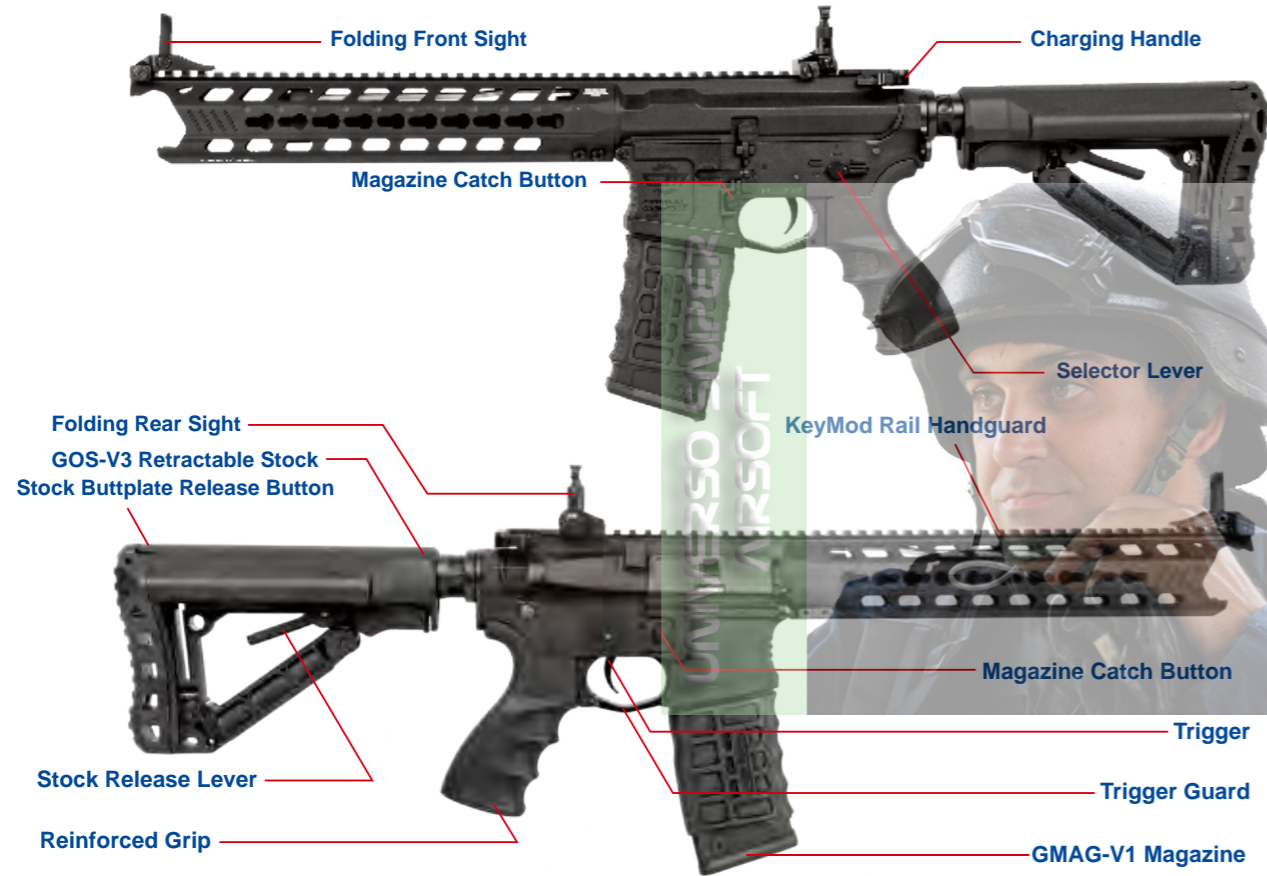 Folding Front Sight
Charging Handle
Magazine Catch Button
Selector Lever
Folding Rear Sight
KeyMod Rail Handguard
GOS-V3 Retractable Stock
Stock Buttplate Release Button
UNIVERSO SNIPER
AIRSOFT
Magazine Catch Button
Trigger
Stock Release Lever
Trigger Guard
Reinforced Grip
GMAG-V1 Magazine